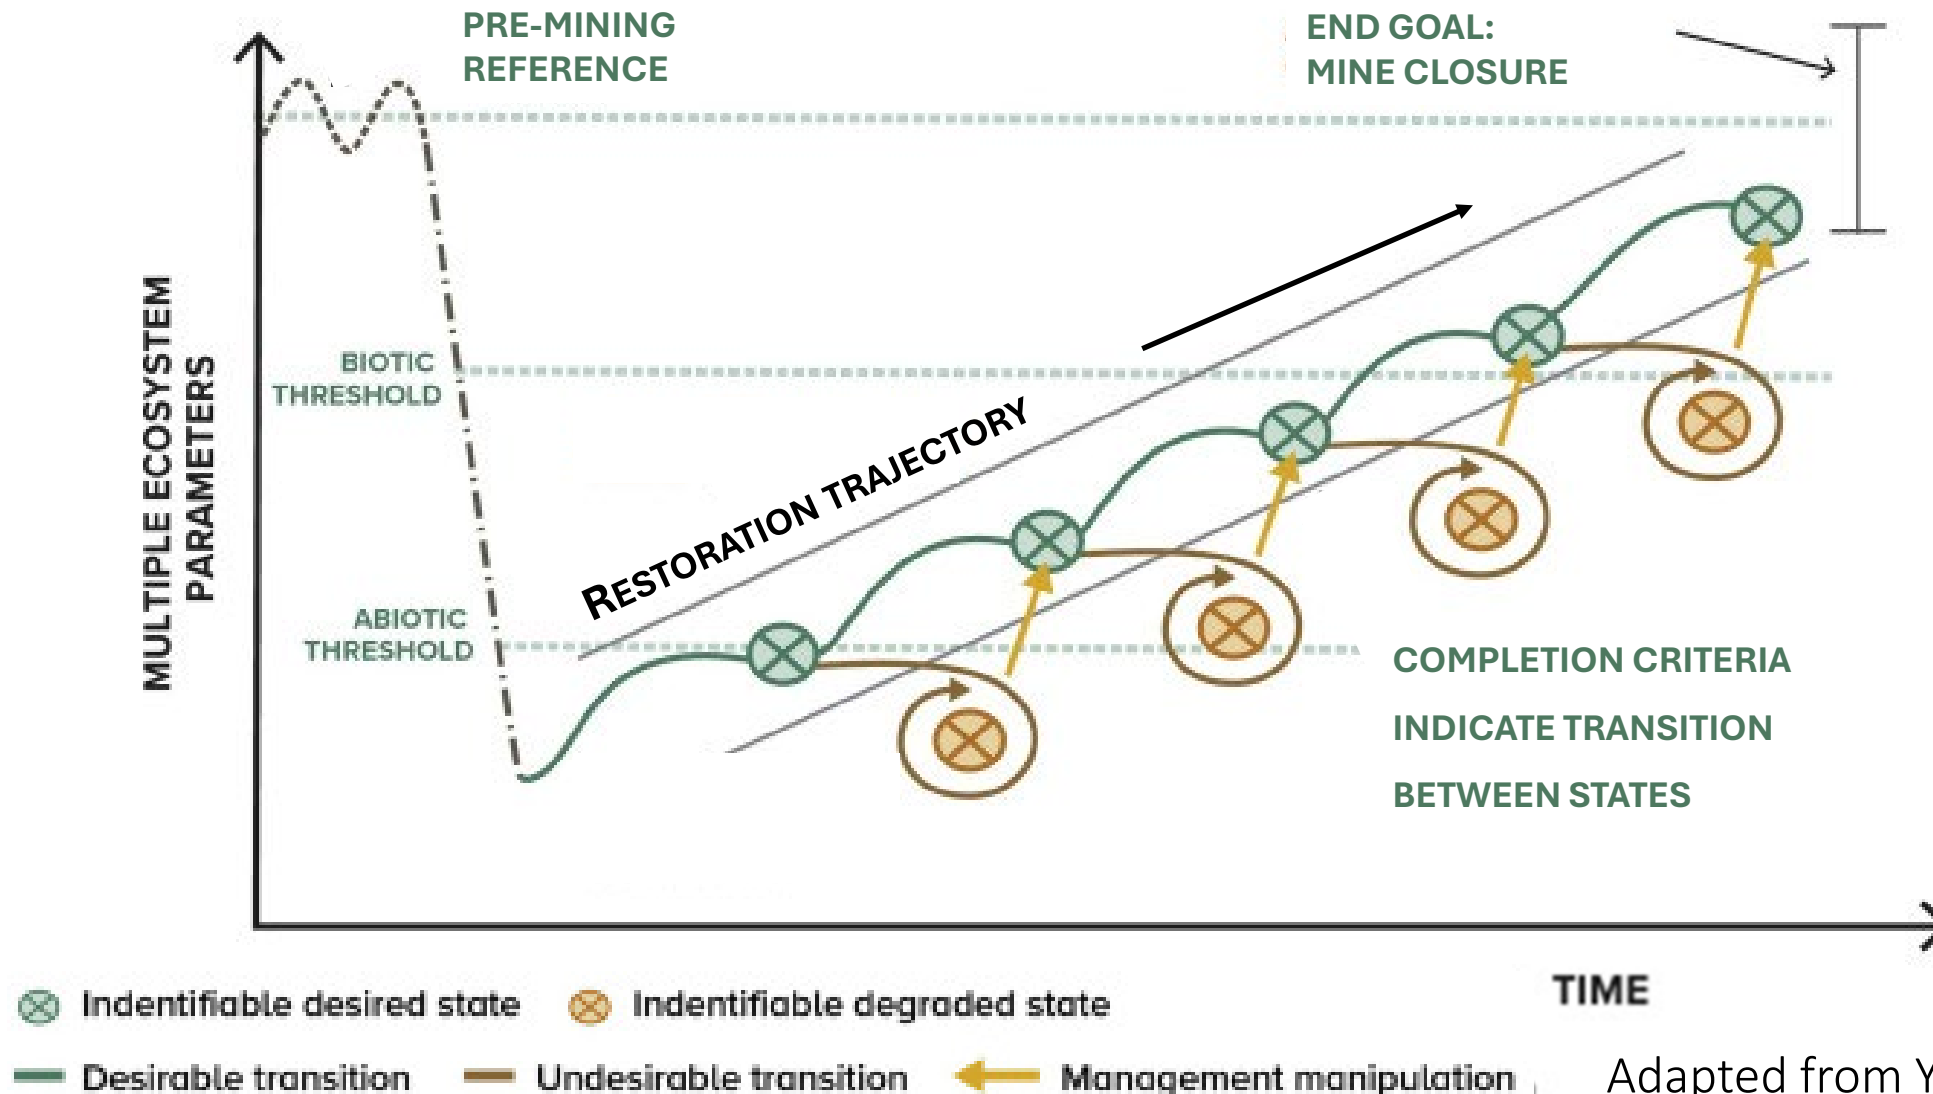 PRE-MINING
REFERENCE
END GOAL:
MINE CLOSURE
MULTIPLE ECOSYSTEM
PARAMETERS
BIOTIC
THRESHOLD
RESTORATION TRAJECTORY
ABIOTIC
THRESHOLD
COMPLETION CRITERIA
INDICATE TRANSITION
BETWEEN STATES
TIME
Indentifiable desired state
Indentifiable degraded state
Desirable transition
Undesirable transition
Management manipulation
Adapted from Y